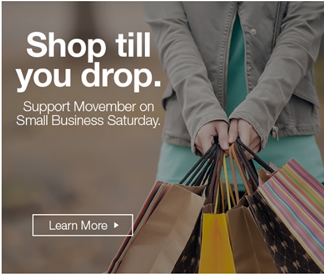 Shop till
you drop.
Support Movember on
Small Business Saturday.
Learn More